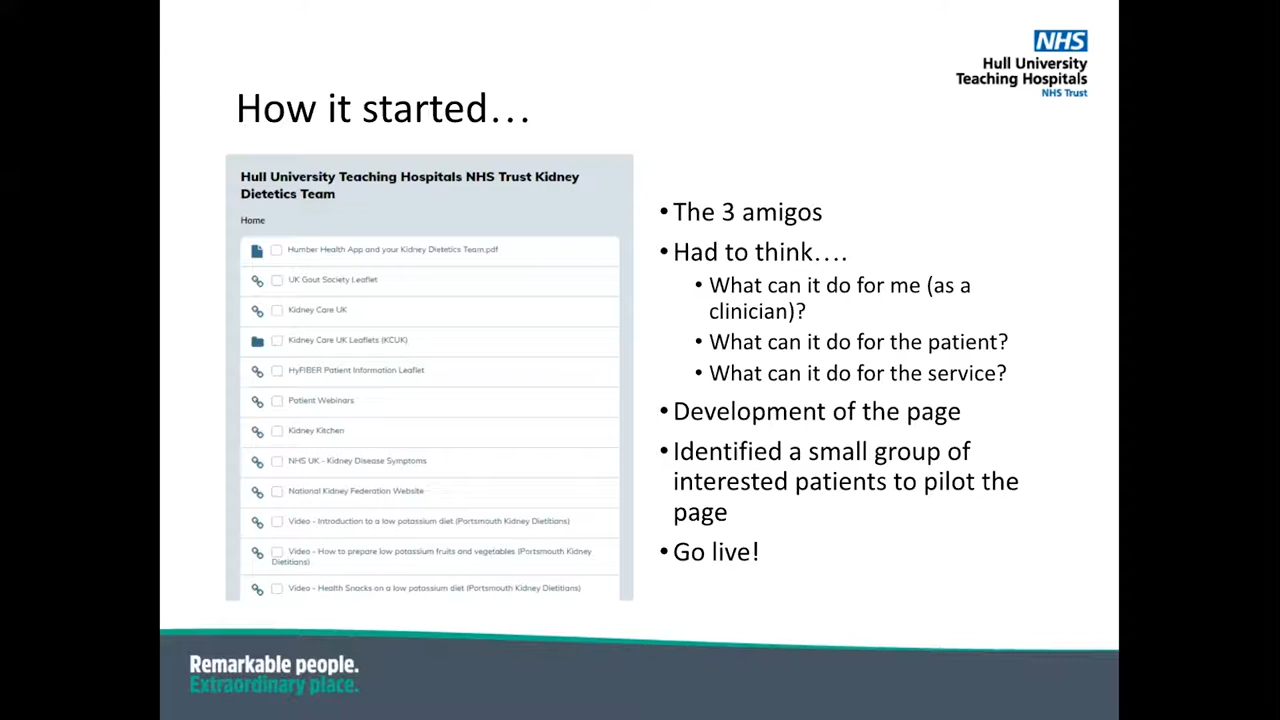 NHS
Hull University
Teaching Hospitals
NHS Trust
How it started…
Hull University Teaching Hospitals NHS Trust Kidney
Dietetics Team
Home
Humber Health App and your Kidney Dietetics Team.pdf
UK Gout Society Leaflet
Kidney Care UK
Kidney Care UK Leaflets (KCUK)
HyFIBER Patient Information Leaflet
Patient Webinars
Kidney Kitchen
NHS UK - Kidney Disease Symptoms
National Kidney Federation Website
Video - Introduction to a low potassium diet (Portsmouth Kidney Dietitians)
Video - How to prepare low potassium fruits and vegetables (Portsmouth Kidney
Dietitians)
Video - Health Snacks on a low potassium diet (Portsmouth Kidney Dietitians)
• The 3 amigos
• Had to think….
• What can it do for me (as a
clinician)?
• What can it do for the patient?
• What can it do for the service?
• Development of the page
• Identified a small group of
interested patients to pilot the
page
• Go live!
Remarkable people.
Extraordinary place.